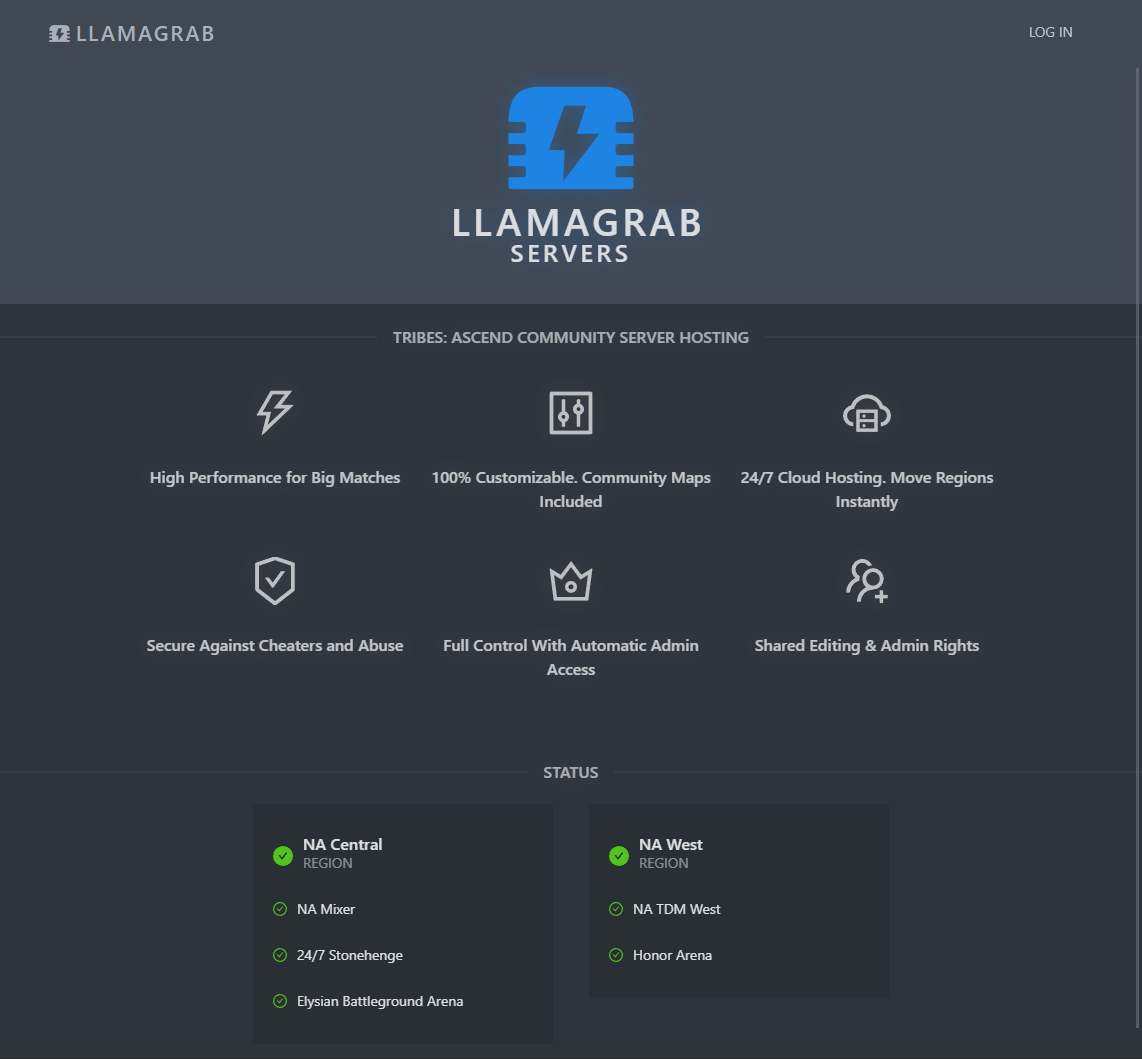 LLAMAGRAB
LOG IN
LLAMAGRAB
SERVERS
TRIBES: ASCEND COMMUNITY SERVER HOSTING
High Performance for Big Matches
100% Customizable. Community Maps
Included
24/7 Cloud Hosting. Move Regions
Instantly
Secure Against Cheaters and Abuse
Full Control With Automatic Admin
Access
Shared Editing & Admin Rights
STATUS
NA Central
REGION
NA Mixer
24/7 Stonehenge
Elysian Battleground Arena
NA West
REGION
NA TDM West
Honor Arena